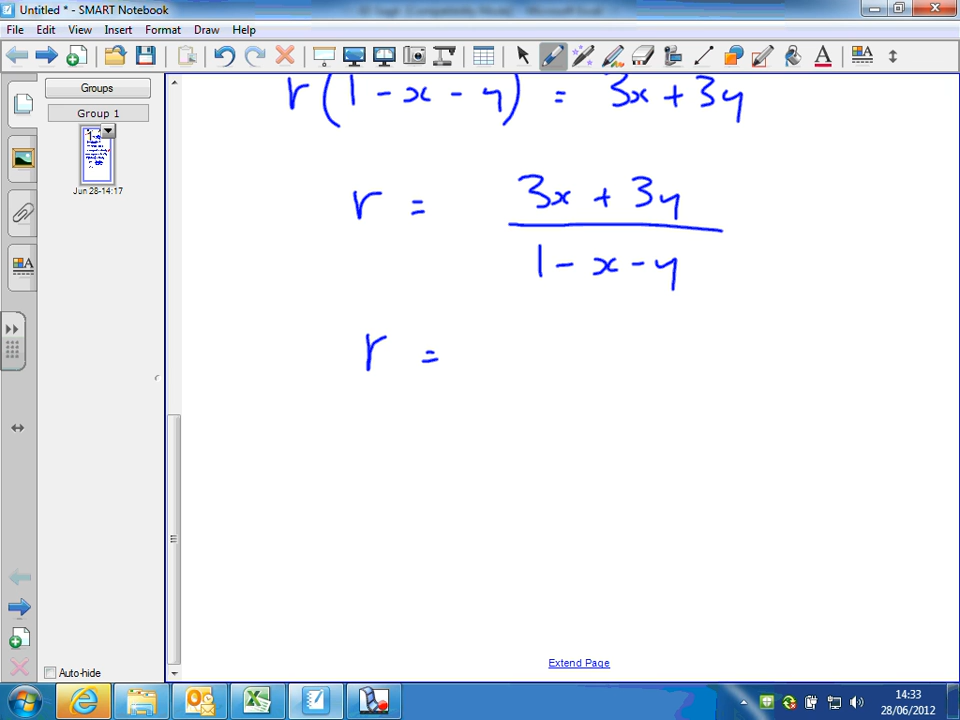 Untitled * - SMART Notebook
File Edit View Insert Format Draw Help
Groups
Group 1
Jun 28-14:17
r(1 - x - y) = 3x + 3y
r = 3x + 3y
1 - x - y
r =
Extend Page
Auto-hide
14:33
28/06/2012